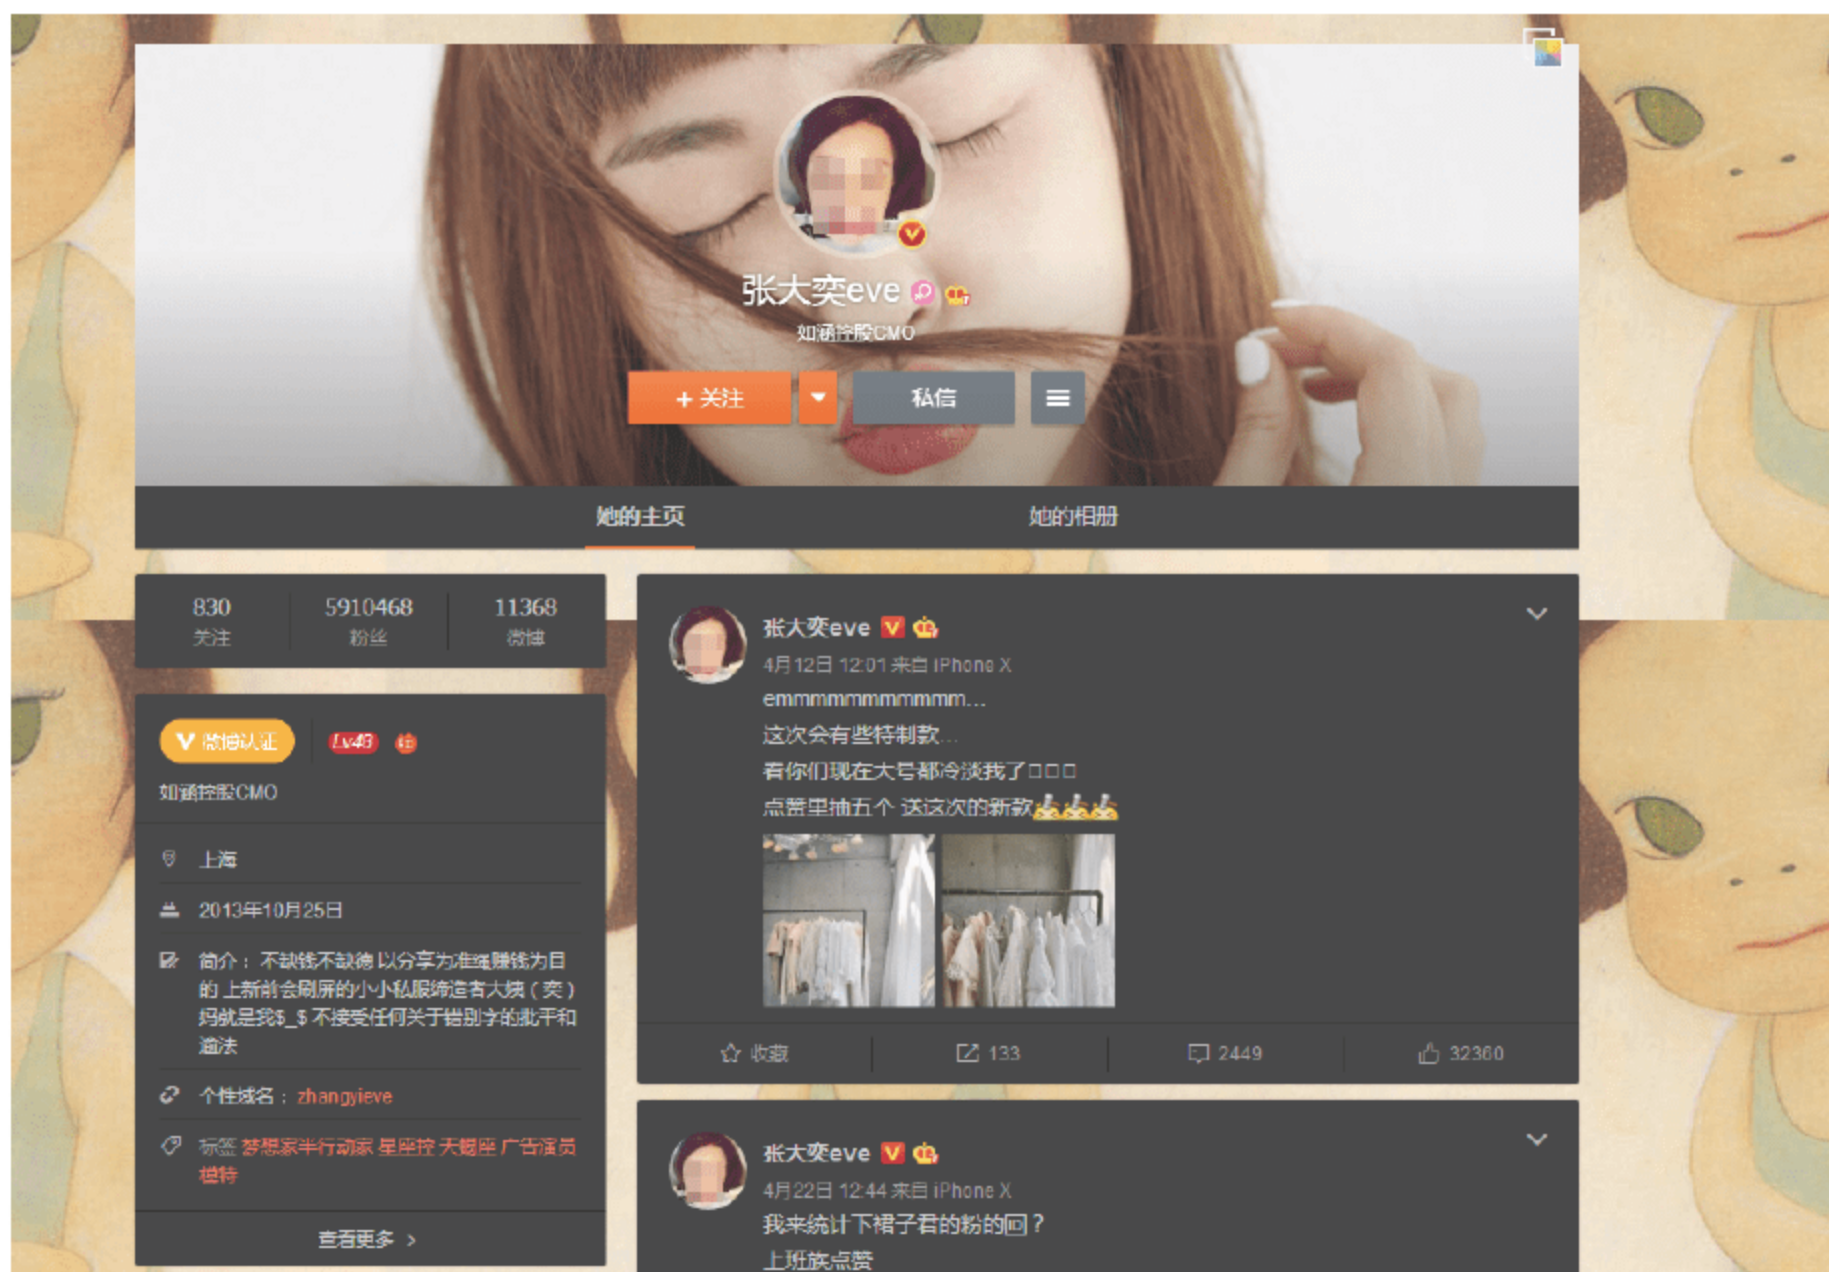 张大奕eve
如涵控股CMO
+关注
私信
她的主页
她的相册
830
关注
5910468
粉丝
11368
微博
V 微博认证
Lv48
如涵控股CMO
上海
2013年10月25日
简介： 不缺钱不缺德 以分享为准绳赚钱为目
的 上新前会刷屏的小小私服缔造者大姨（奕）
妈就是我$_$ 不接受任何关于错别字的批平和
逾法
个性域名： zhangyieve
标签 梦想家半行动家 星座控 天蝎座 广告演员
模特
查看更多 >
张大奕eve
4月12日 12:01 来自 iPhone X
emmmmmmmmmmm...
这次会有些特制款...
看你们现在大号都冷淡我了□□□
点赞里抽五个 送这次的新款
收藏
133
2449
32360
张大奕eve
4月22日 12:44 来自 iPhone X
我来统计下裙子君的粉的ID？
上班族点赞